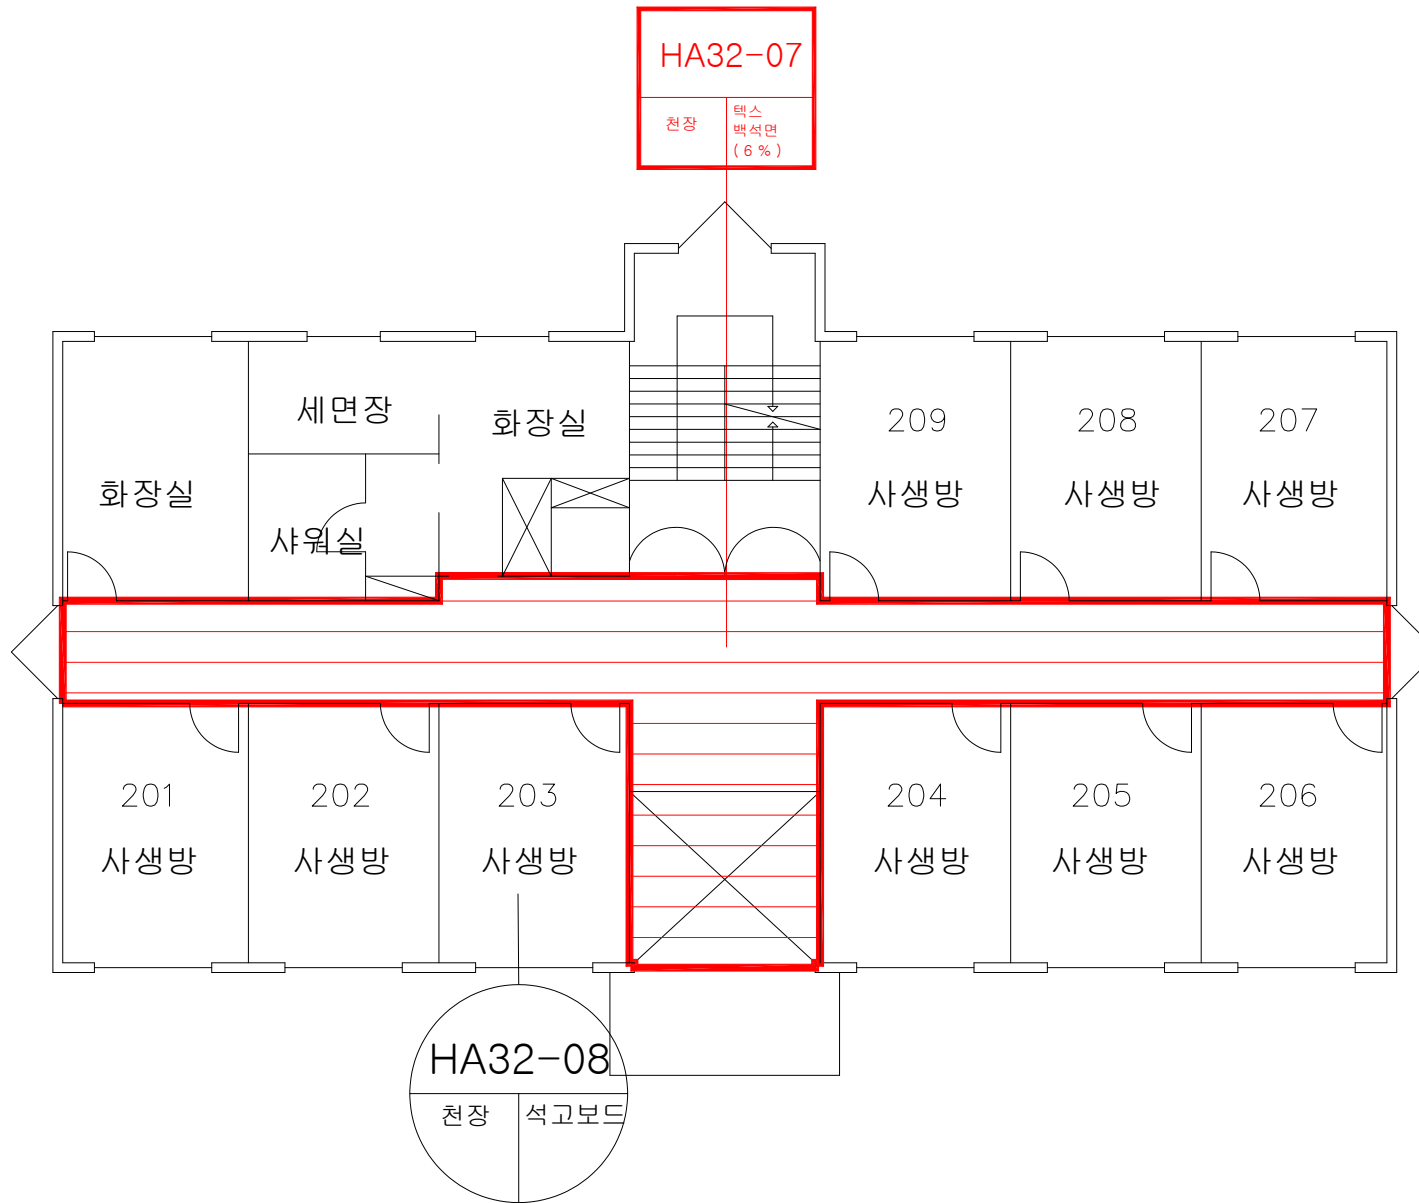 HA32-07
천장
텍스
백석면
(6%)
세면장
화장실
209
208
207
화장실
사생방
사생방
사생방
샤워실
201
202
203
204
205
206
사생방
사생방
사생방
사생방
사생방
사생방
HA32-08
천장
석고보드